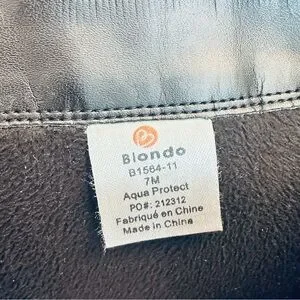 Blondo
B1564-11
7M
Aqua Protect
PO#: 212312
Fabriqué en Chine
Made in China